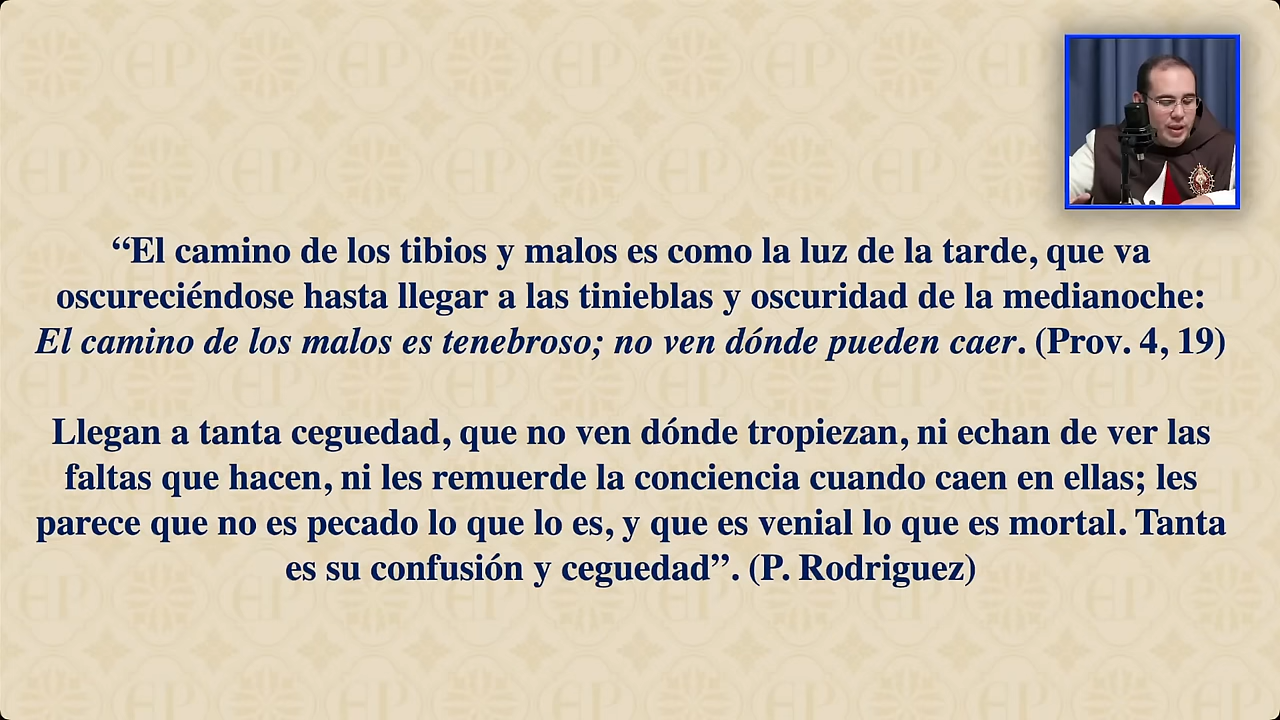 “El camino de los tibios y malos es como la luz de la tarde, que va
oscureciéndose hasta llegar a las tinieblas y oscuridad de la medianoche:
El camino de los malos es tenebroso; no ven dónde pueden caer. (Prov. 4, 19)
Llegan a tanta ceguedad, que no ven dónde tropiezan, ni echan de ver las
faltas que hacen, ni les remuerde la conciencia cuando caen en ellas; les
parece que no es pecado lo que lo es, y que es venial lo que es mortal. Tanta
es su confusión y ceguedad”. (P. Rodriguez)